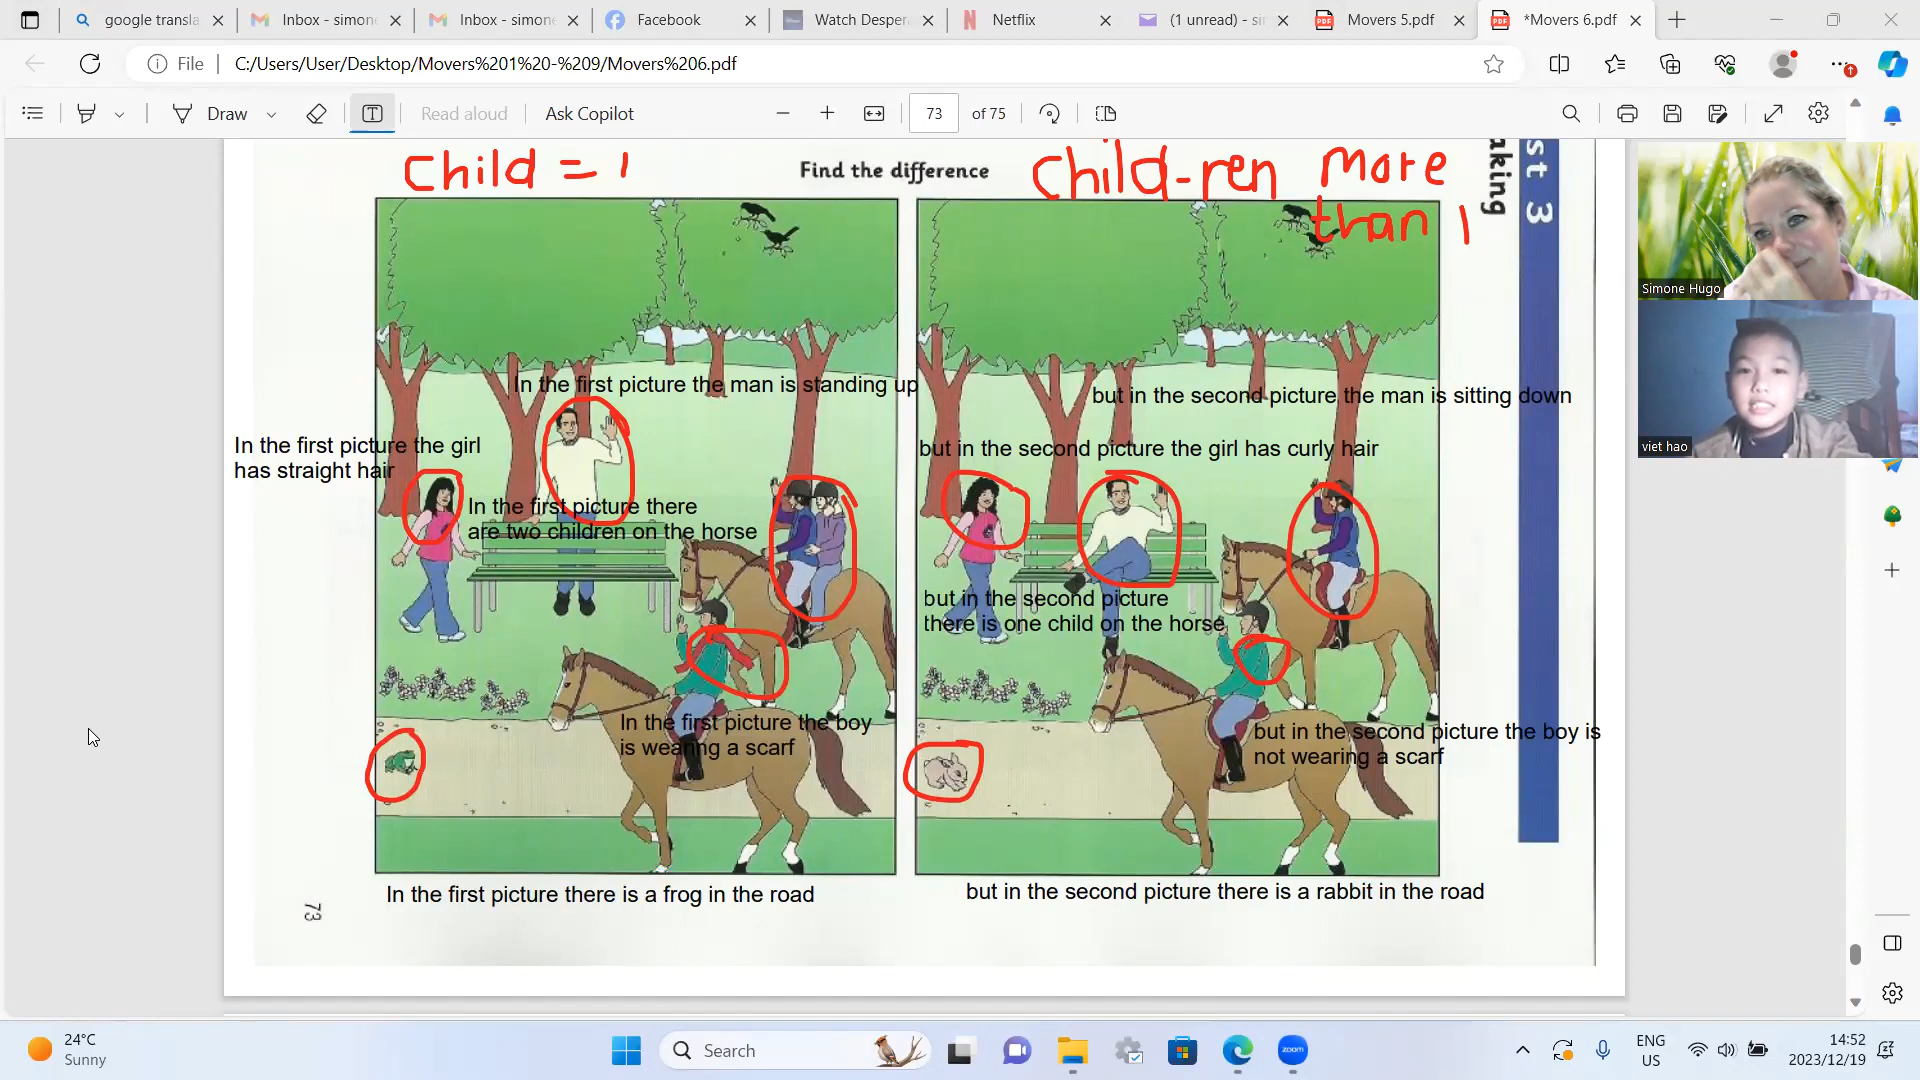 google transla
Inbox - simone
Inbox - simone
Facebook
Watch Desper
Netflix
(1 unread) - si
Movers 5.pdf
*Movers 6.pdf
File
C:/Users/User/Desktop/Movers%201%20-%209/Movers%206.pdf
Draw
Read aloud
Ask Copilot
73
of 75
Child = 1
Find the difference
Child-ren
More
than 1
st 3
aking
Simone Hugo
viet hao
In the first picture the man is standing up
but in the second picture the man is sitting down
In the first picture the girl
has straight hair
but in the second picture the girl has curly hair
In the first picture there
are two children on the horse
but in the second picture
there is one child on the horse
In the first picture the boy
is wearing a scarf
but in the second picture the boy is
not wearing a scarf
In the first picture there is a frog in the road
but in the second picture there is a rabbit in the road
73
24°C
Sunny
Search
zoom
ENG
US
14:52
2023/12/19